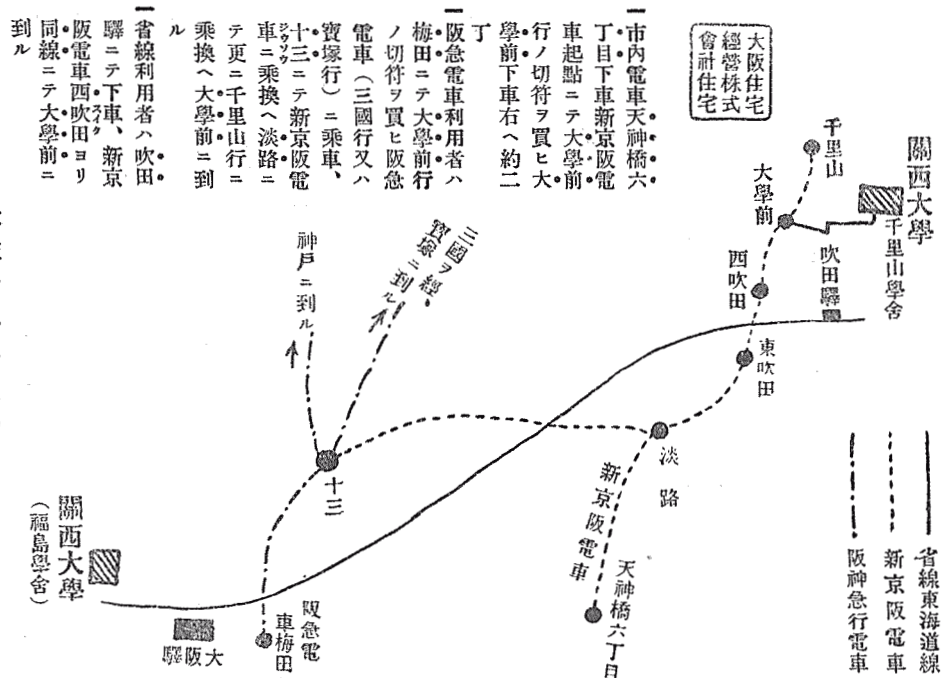 大阪住宅
經營株式
會社住宅
一市內電車天神橋六
丁目下車新京阪電
車起點ニテ大學前
行ノ切符ヲ買ヒ大
學前下車右ヘ約二
丁
一阪急電車利用者ハ
梅田ニテ大學前行
ノ切符ヲ買ヒ阪急
電車（三國行又ハ
寶塚行）ニ乘車、
十三ニテ新京阪電
ジウソウ
車ニ乘換ヘ淡路ニ
テ更ニ千里山行ニ
乘換ヘ大學前ニ到
ル
一省線利用者ハ吹田
驛ニテ下車、新京
スイタ
阪電車西吹田ヨリ
同線ニテ大學前ニ
到ル
關西大學
千里山學舍
千里山
大學前
吹田驛
西吹田
東吹田
淡路
新京阪電車
天神橋六丁目
三國ヲ經、
寶塚ニ到ル
神戶ニ到ル
十三
阪急電
車梅田
大阪驛
關西大學
（福島學舍）
省線東海道線
新京阪電車
阪神急行電車